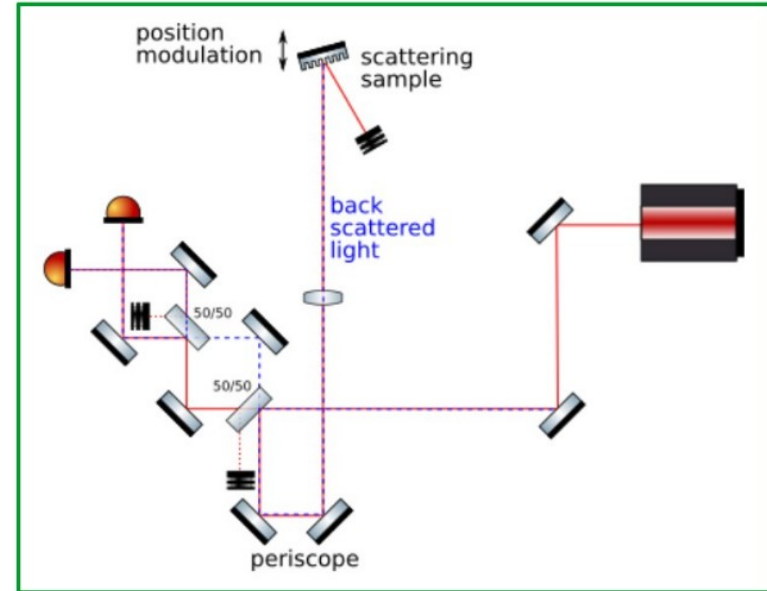 position
modulation
scattering
sample
back
scattered
light
50/50
50/50
periscope